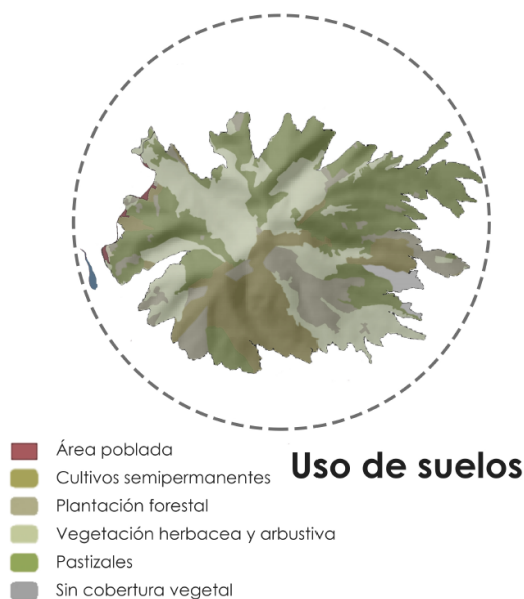 Área poblada
Cultivos semipermanentes
Plantación forestal
Vegetación herbacea y arbustiva
Pastizales
Sin cobertura vegetal
Uso de suelos